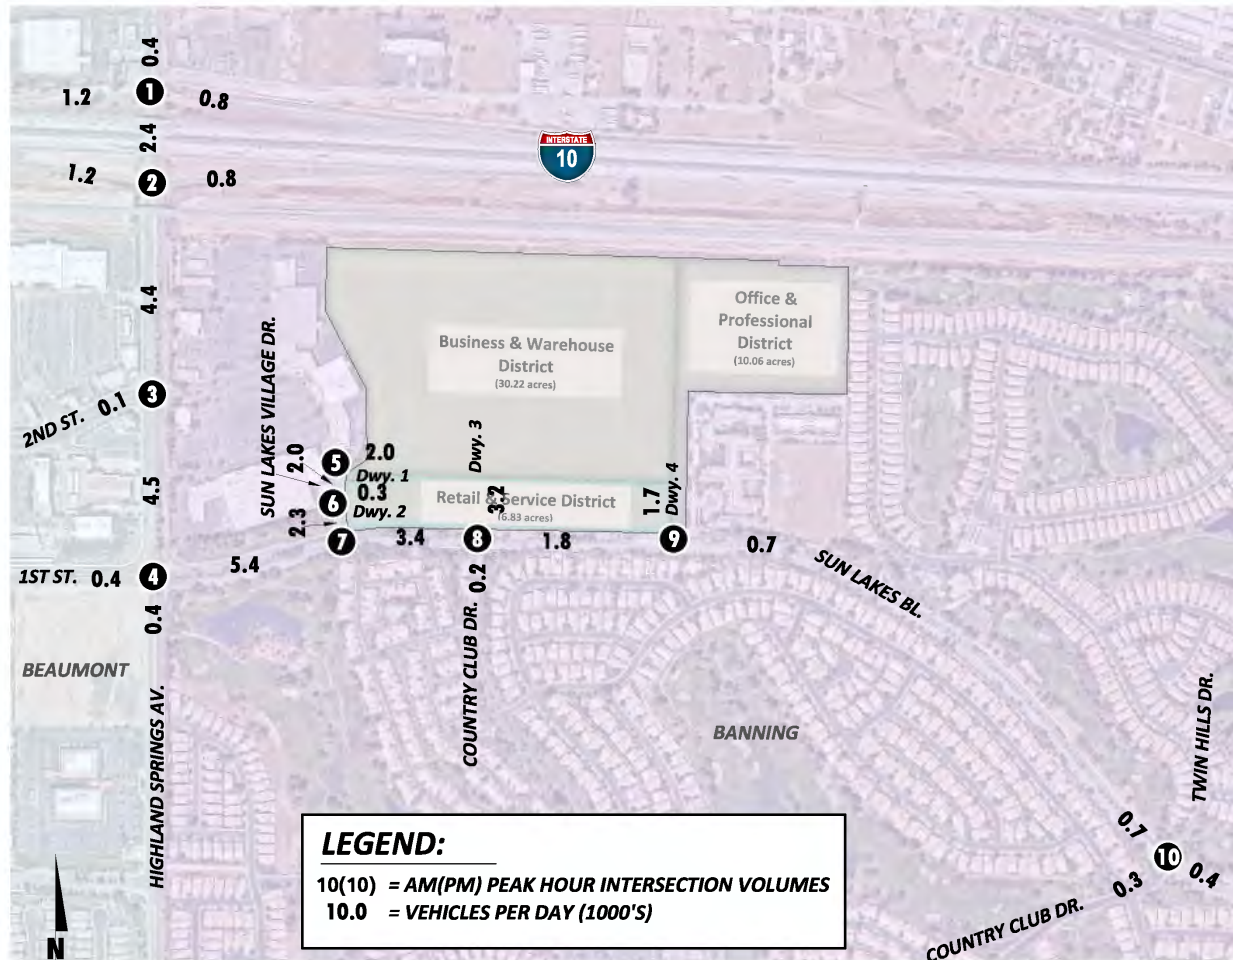 0.4
1
1.2
0.8
2.4
INTERSTATE
10
1.2
2
0.8
4.4
Office &
Professional
District
(10.06 acres)
Business & Warehouse
District
(30.22 acres)
SUN LAKES VILLAGE DR.
2ND ST.
0.1
3
4.5
2.0
5
2.0
Dwy. 1
Dwy. 3
6
0.3
Dwy. 2
Retail & Service District
(6.83 acres)
3.2
1.7
Dwy. 4
2.3
7
3.4
8
1.8
9
0.7
SUN LAKES BL.
1ST ST.
0.4
4
5.4
0.4
0.2
COUNTRY CLUB DR.
BEAUMONT
HIGHLAND SPRINGS AV.
BANNING
TWIN HILLS DR.
0.7
10
0.4
0.3
COUNTRY CLUB DR.
LEGEND:
10(10) = AM(PM) PEAK HOUR INTERSECTION VOLUMES
10.0 = VEHICLES PER DAY (1000'S)
N